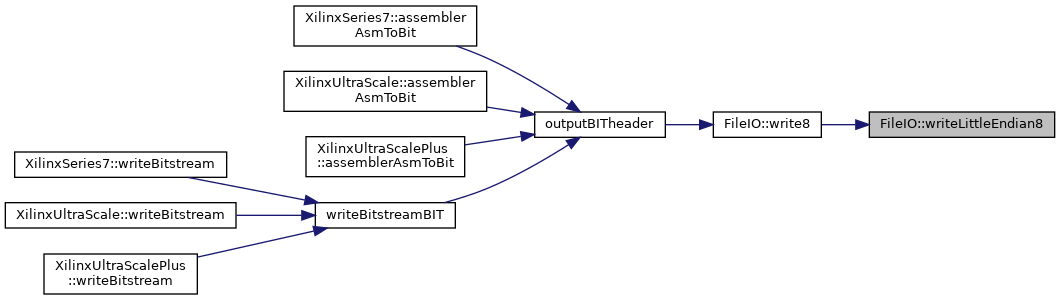 XilinxSeries7::assembler
AsmToBit
XilinxUltraScale::assembler
AsmToBit
XilinxUltraScalePlus
::assemblerAsmToBit
XilinxSeries7::writeBitstream
XilinxUltraScale::writeBitstream
XilinxUltraScalePlus
::writeBitstream
writeBitstreamBIT
outputBITheader
FileIO::write8
FileIO::writeLittleEndian8